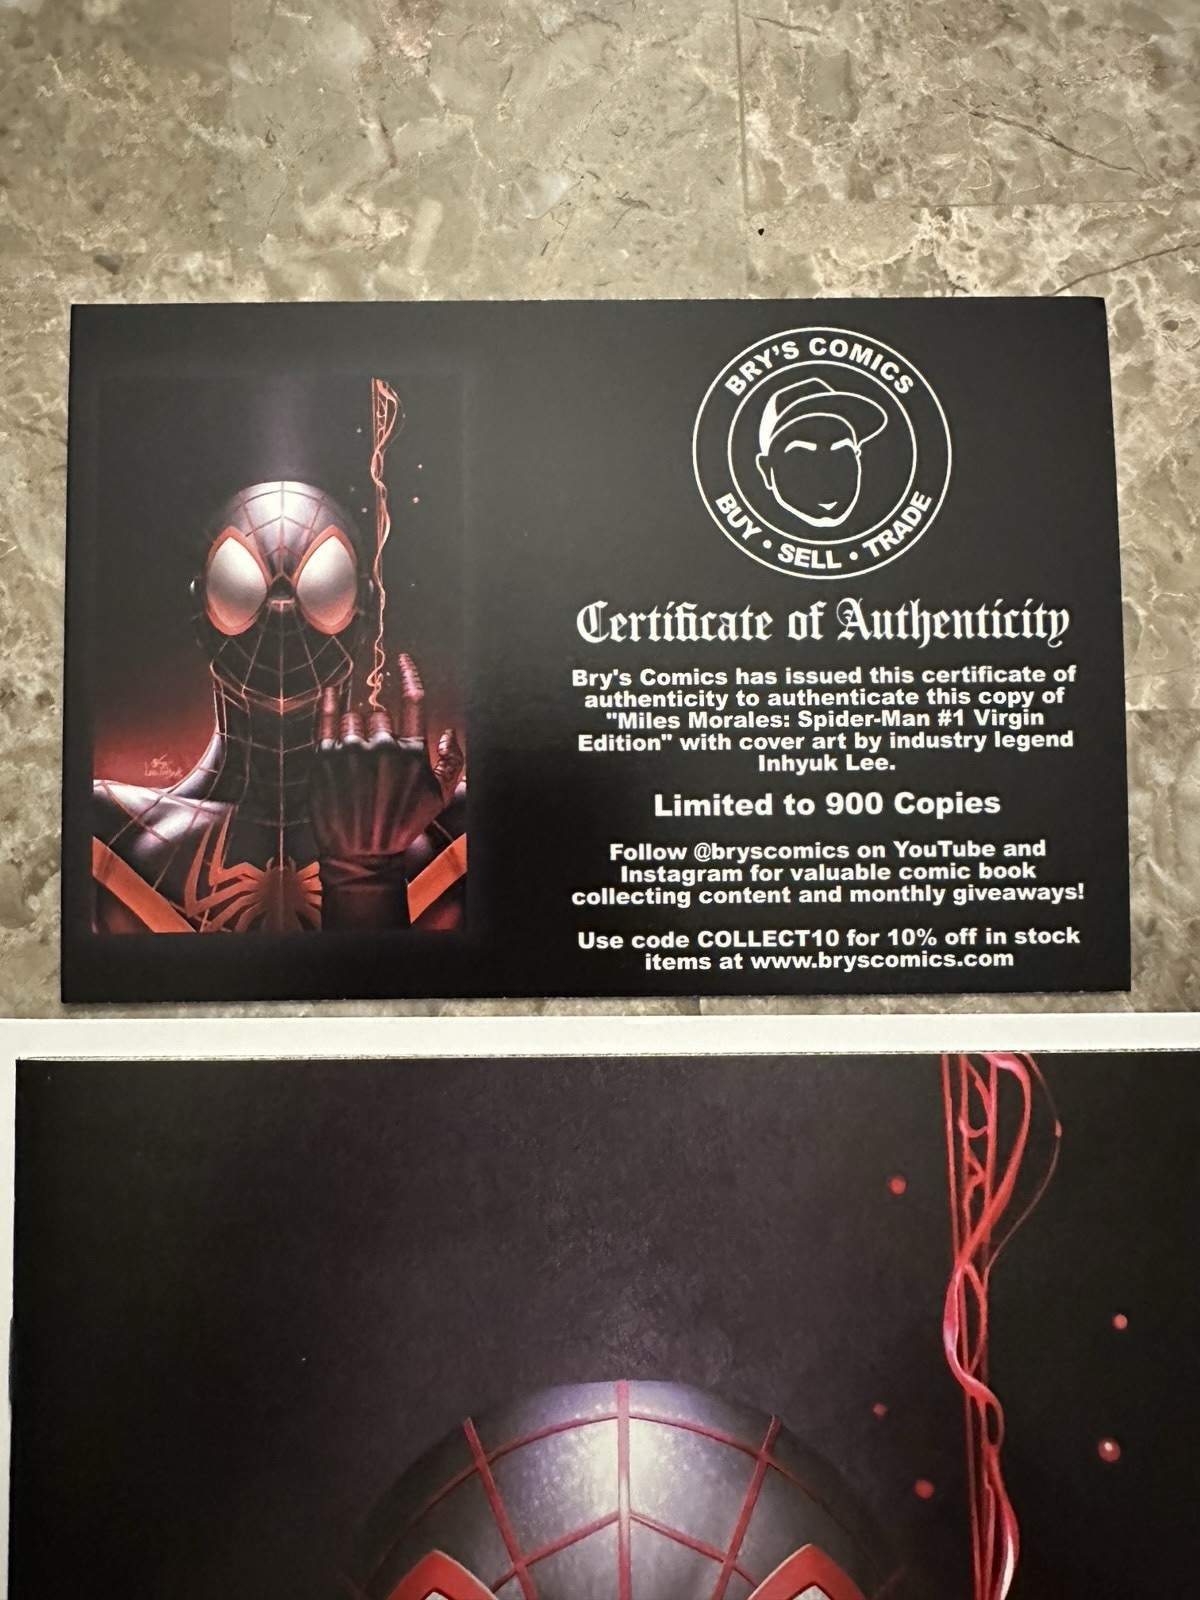 BRY'S COMICS
BUY • SELL • TRADE
Certificate of Authenticity
Bry's Comics has issued this certificate of
authenticity to authenticate this copy of
"Miles Morales: Spider-Man #1 Virgin
Edition" with cover art by industry legend
Inhyuk Lee.
Limited to 900 Copies
Follow @bryscomics on YouTube and
Instagram for valuable comic book
collecting content and monthly giveaways!
Use code COLLECT10 for 10% off in stock
items at www.bryscomics.com